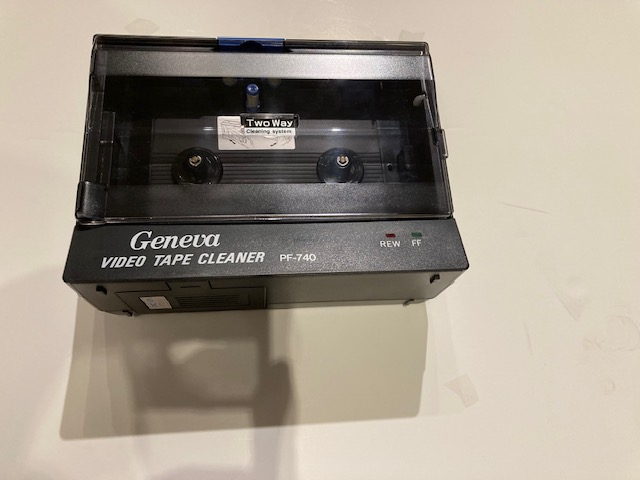 Two Way
Cleaning system
Geneva
VIDEO TAPE CLEANER PF-740
REW FF